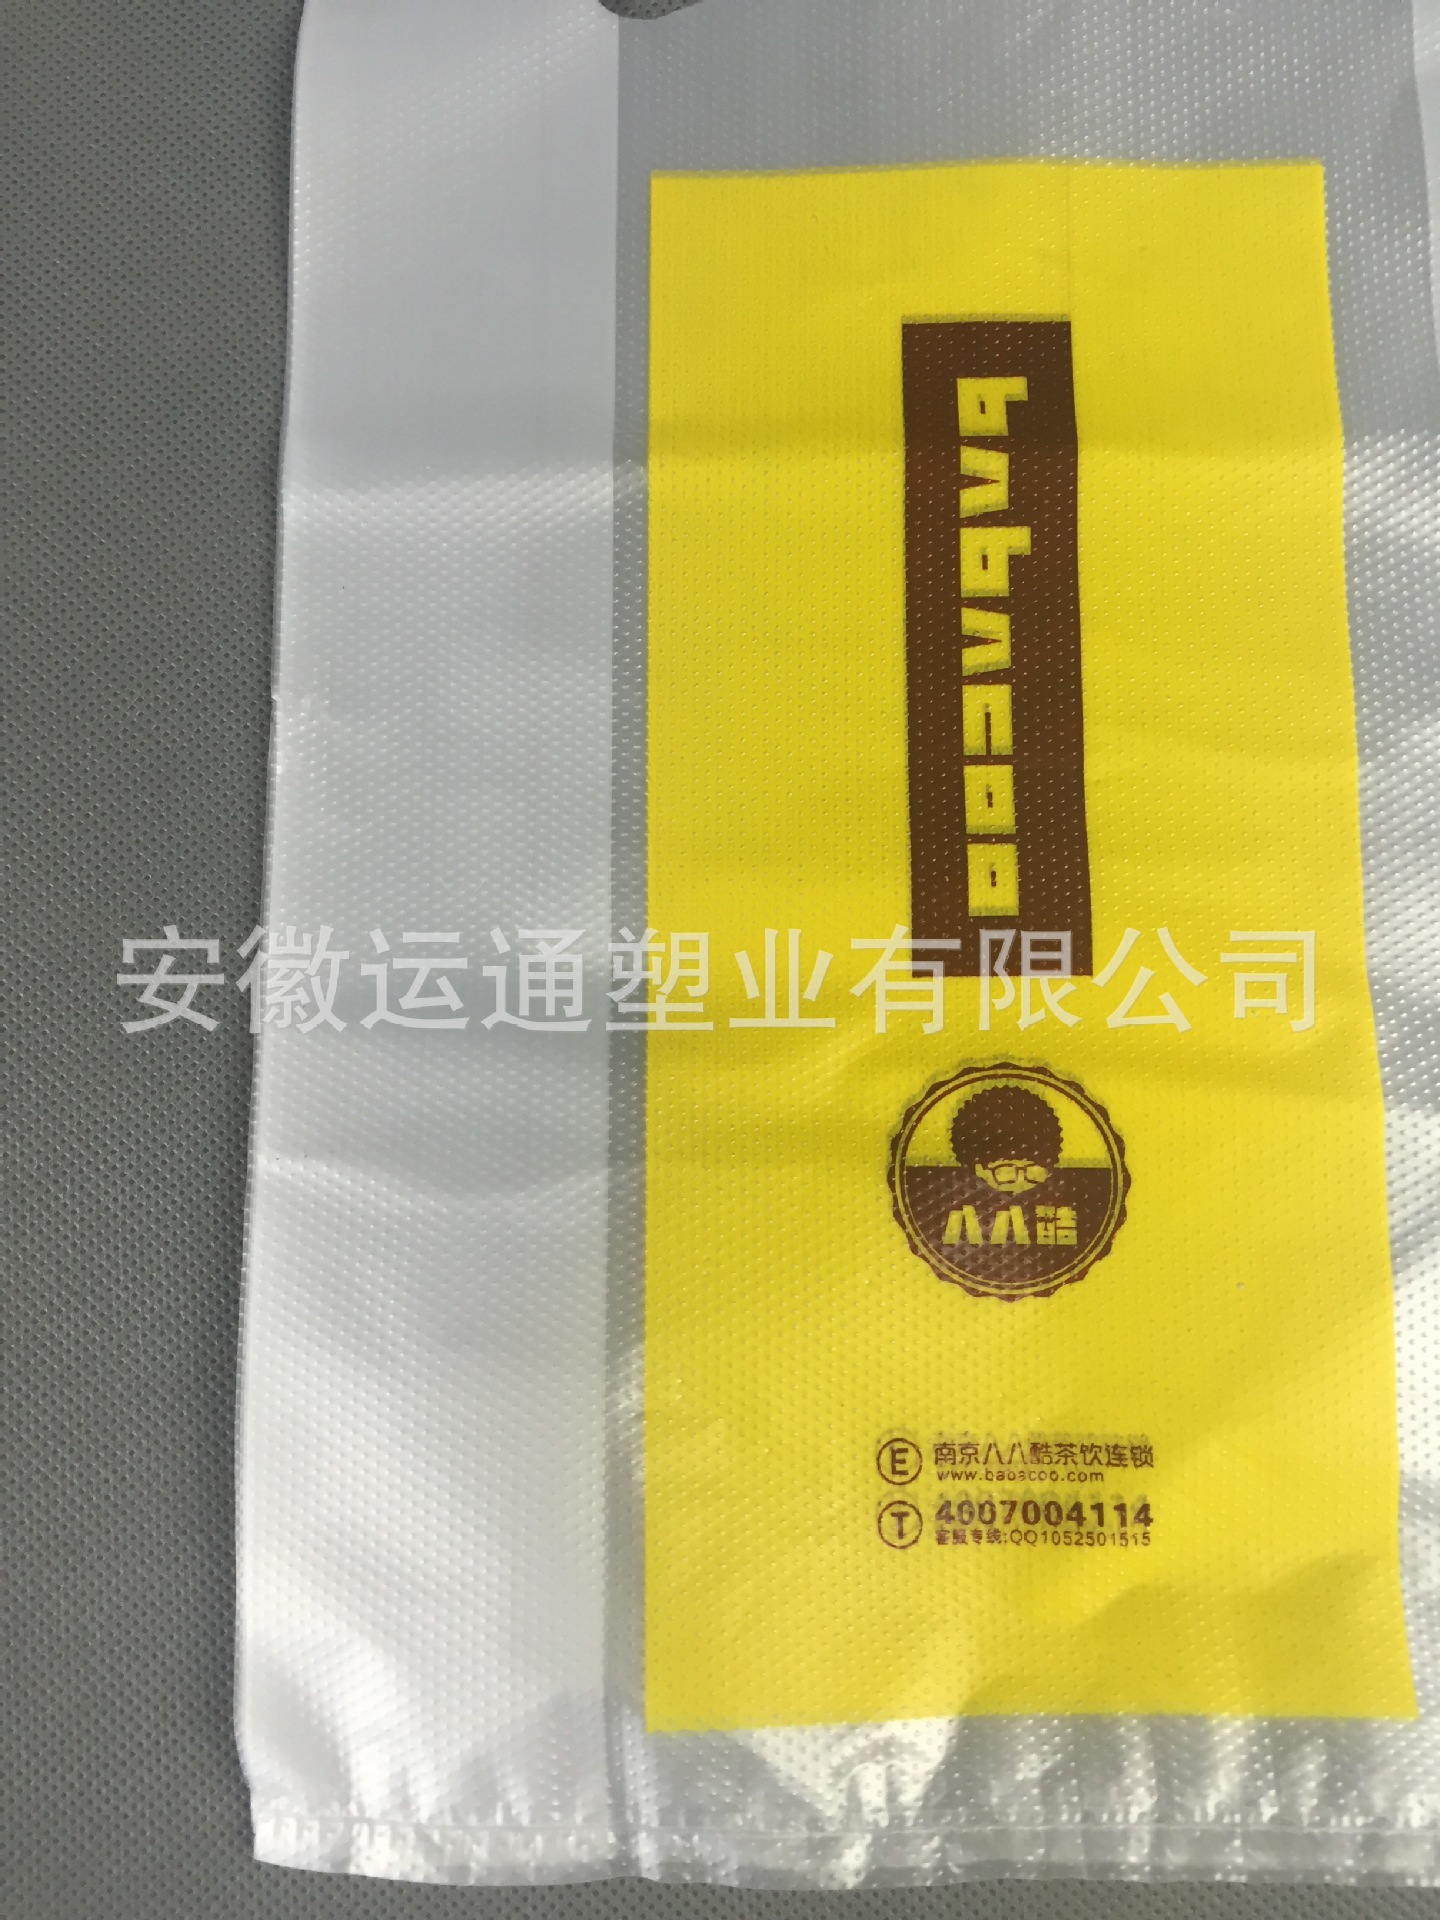 babacoo
安徽运通塑业有限公司
八八酷
E 南京八八酷茶饮连锁
www.babacoo.com
T 4007004114
客服专线:QQ1052501515